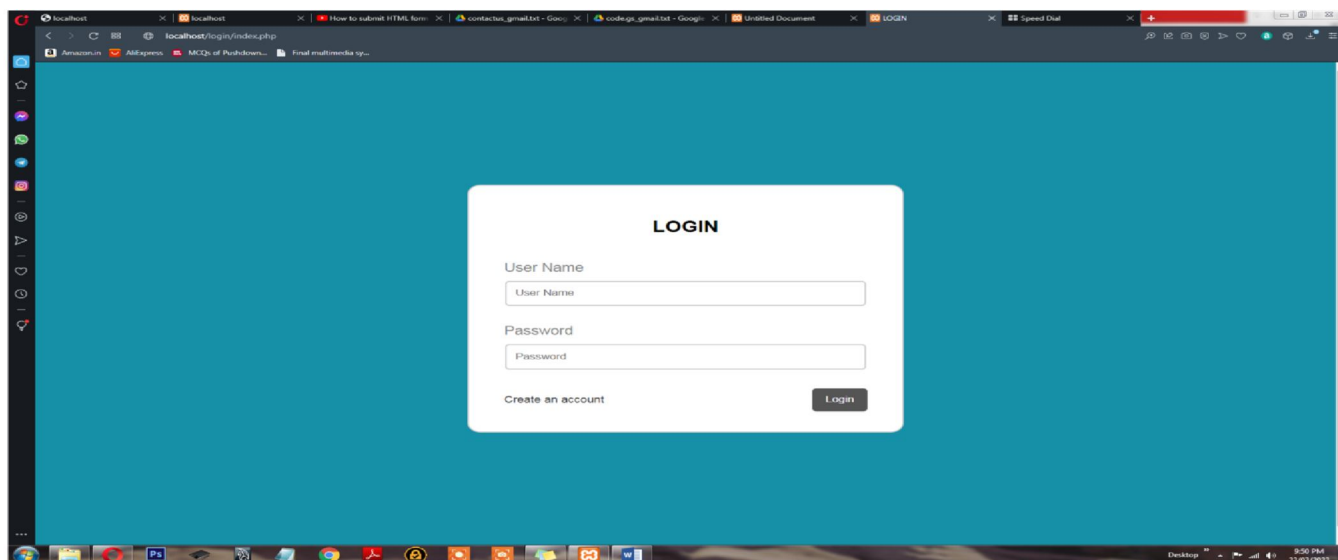 localhost localhost How to submit HTML form contactus_gmail.txt - Goog code.gs_gmail.txt - Google Untitled Document LOGIN Speed Dial
localhost/login/index.php
Amazon.in AliExpress MCQs of Pushdown... Final multimedia sy...
LOGIN
User Name
User Name
Password
Password
Create an account Login
Ps W Desktop 9:50 PM